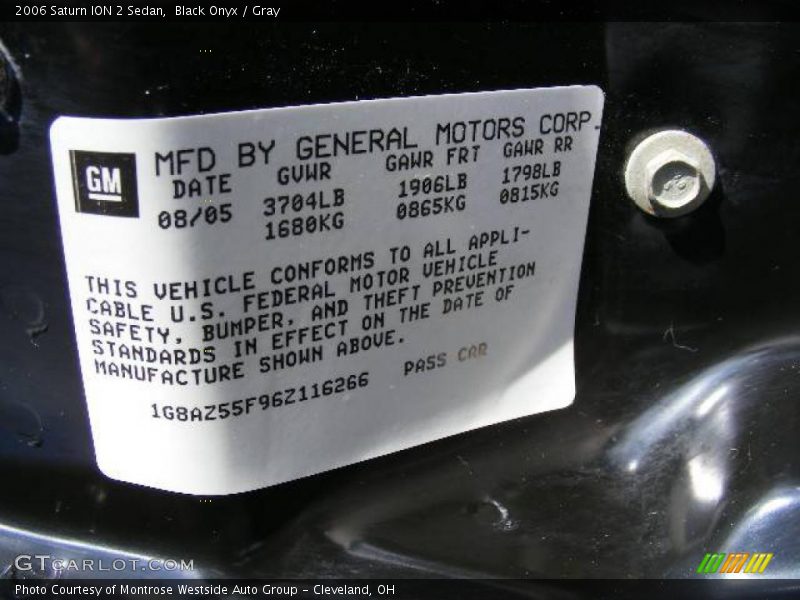 2006 Saturn ION 2 Sedan, Black Onyx / Gray
GM
MFD BY GENERAL MOTORS CORP.
DATE GVWR GAWR FRT GAWR RR
08/05 3704LB 1906LB 1798LB
1680KG 0865KG 0815KG
THIS VEHICLE CONFORMS TO ALL APPLI-
CABLE U.S. FEDERAL MOTOR VEHICLE
SAFETY, BUMPER, AND THEFT PREVENTION
STANDARDS IN EFFECT ON THE DATE OF
MANUFACTURE SHOWN ABOVE.
1G8AZ55F96Z116266 PASS CAR
GTCARLOT.COM
Photo Courtesy of Montrose Westside Auto Group - Cleveland, OH